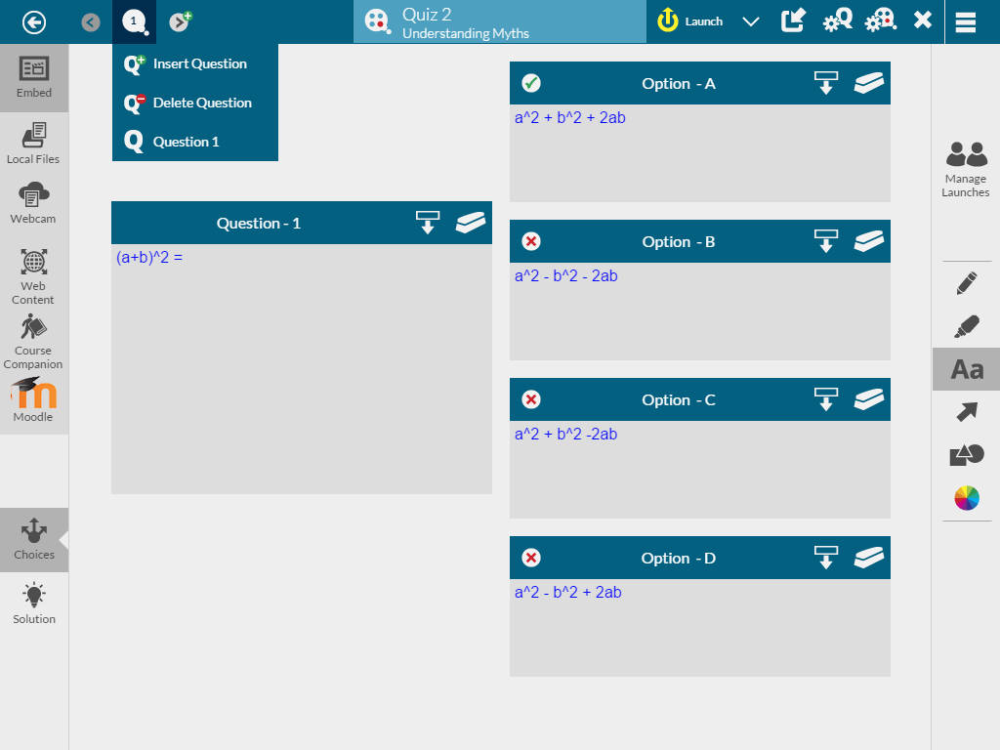 1
Quiz 2
Understanding Myths
Launch
Embed
Local Files
Webcam
Web
Content
Course
Companion
Moodle
Choices
Solution
Insert Question
Delete Question
Question 1
Question - 1
(a+b)^2 =
Option - A
a^2 + b^2 + 2ab
Option - B
a^2 - b^2 - 2ab
Option - C
a^2 + b^2 -2ab
Option - D
a^2 - b^2 + 2ab
Manage
Launches
Aa